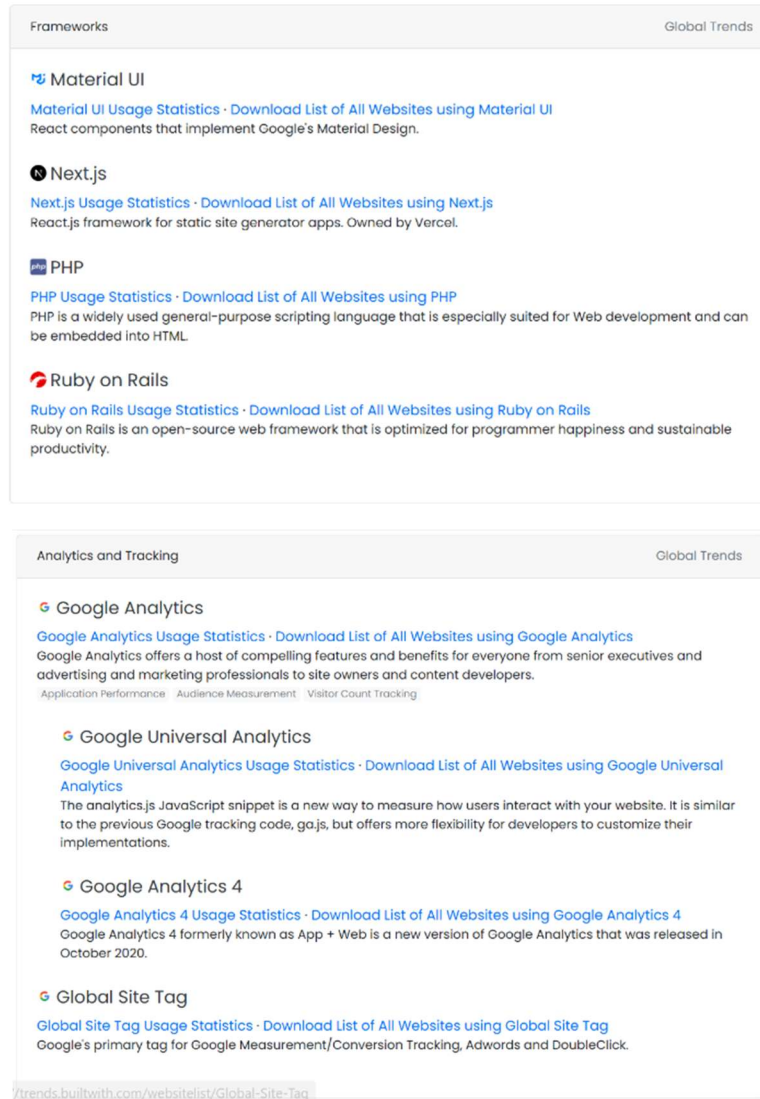 Frameworks Global Trends
Material UI
Material UI Usage Statistics · Download List of All Websites using Material UI
React components that implement Google's Material Design.
Next.js
Next.js Usage Statistics · Download List of All Websites using Next.js
React.js framework for static site generator apps. Owned by Vercel.
php PHP
PHP Usage Statistics · Download List of All Websites using PHP
PHP is a widely used general-purpose scripting language that is especially suited for Web development and can
be embedded into HTML.
Ruby on Rails
Ruby on Rails Usage Statistics · Download List of All Websites using Ruby on Rails
Ruby on Rails is an open-source web framework that is optimized for programmer happiness and sustainable
productivity.
Analytics and Tracking Global Trends
Google Analytics
Google Analytics Usage Statistics · Download List of All Websites using Google Analytics
Google Analytics offers a host of compelling features and benefits for everyone from senior executives and
advertising and marketing professionals to site owners and content developers.
Application Performance Audience Measurement Visitor Count Tracking
Google Universal Analytics
Google Universal Analytics Usage Statistics · Download List of All Websites using Google Universal
Analytics
The analytics.js JavaScript snippet is a new way to measure how users interact with your website. It is similar
to the previous Google tracking code, ga.js, but offers more flexibility for developers to customize their
implementations.
Google Analytics 4
Google Analytics 4 Usage Statistics · Download List of All Websites using Google Analytics 4
Google Analytics 4 formerly known as App + Web is a new version of Google Analytics that was released in
October 2020.
Global Site Tag
Global Site Tag Usage Statistics · Download List of All Websites using Global Site Tag
Google's primary tag for Google Measurement/Conversion Tracking, Adwords and DoubleClick.
/trends.builtwith.com/websitelist/Global-Site-Tag